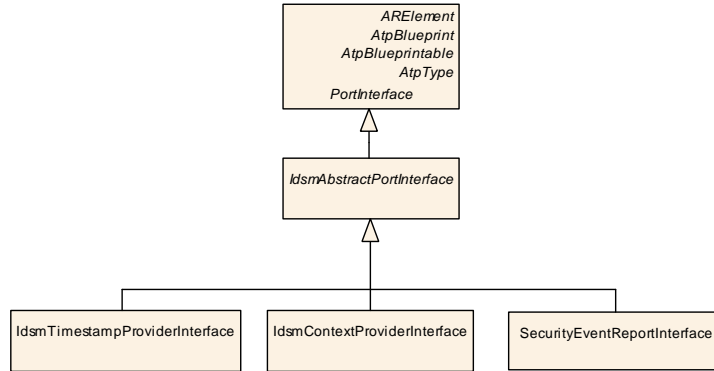 ARElement
AtpBlueprint
AtpBlueprintable
AtpType
PortInterface
IdsmAbstractPortInterface
IdsmTimestampProviderInterface
IdsmContextProviderInterface
SecurityEventReportInterface